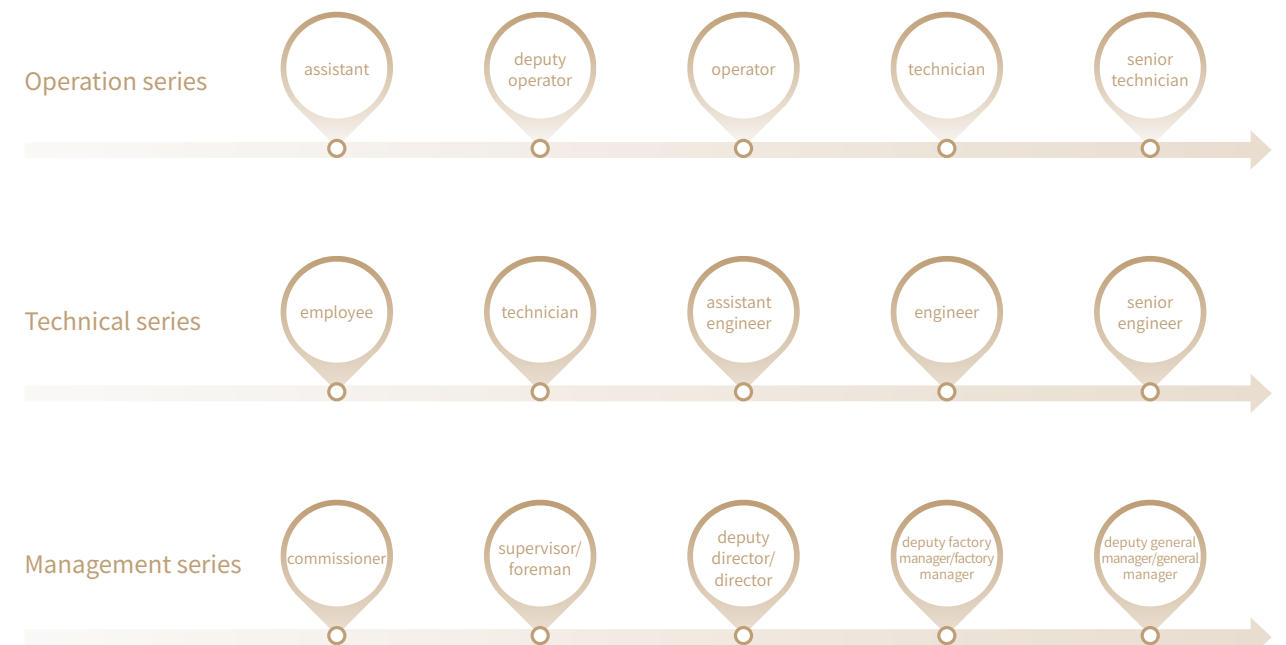 Operation series
assistant
deputy
operator
operator
technician
senior
technician
Technical series
employee
technician
assistant
engineer
engineer
senior
engineer
Management series
commissioner
supervisor/
foreman
deputy
director/
director
deputy factory
manager/factory
manager
deputy general
manager/general
manager